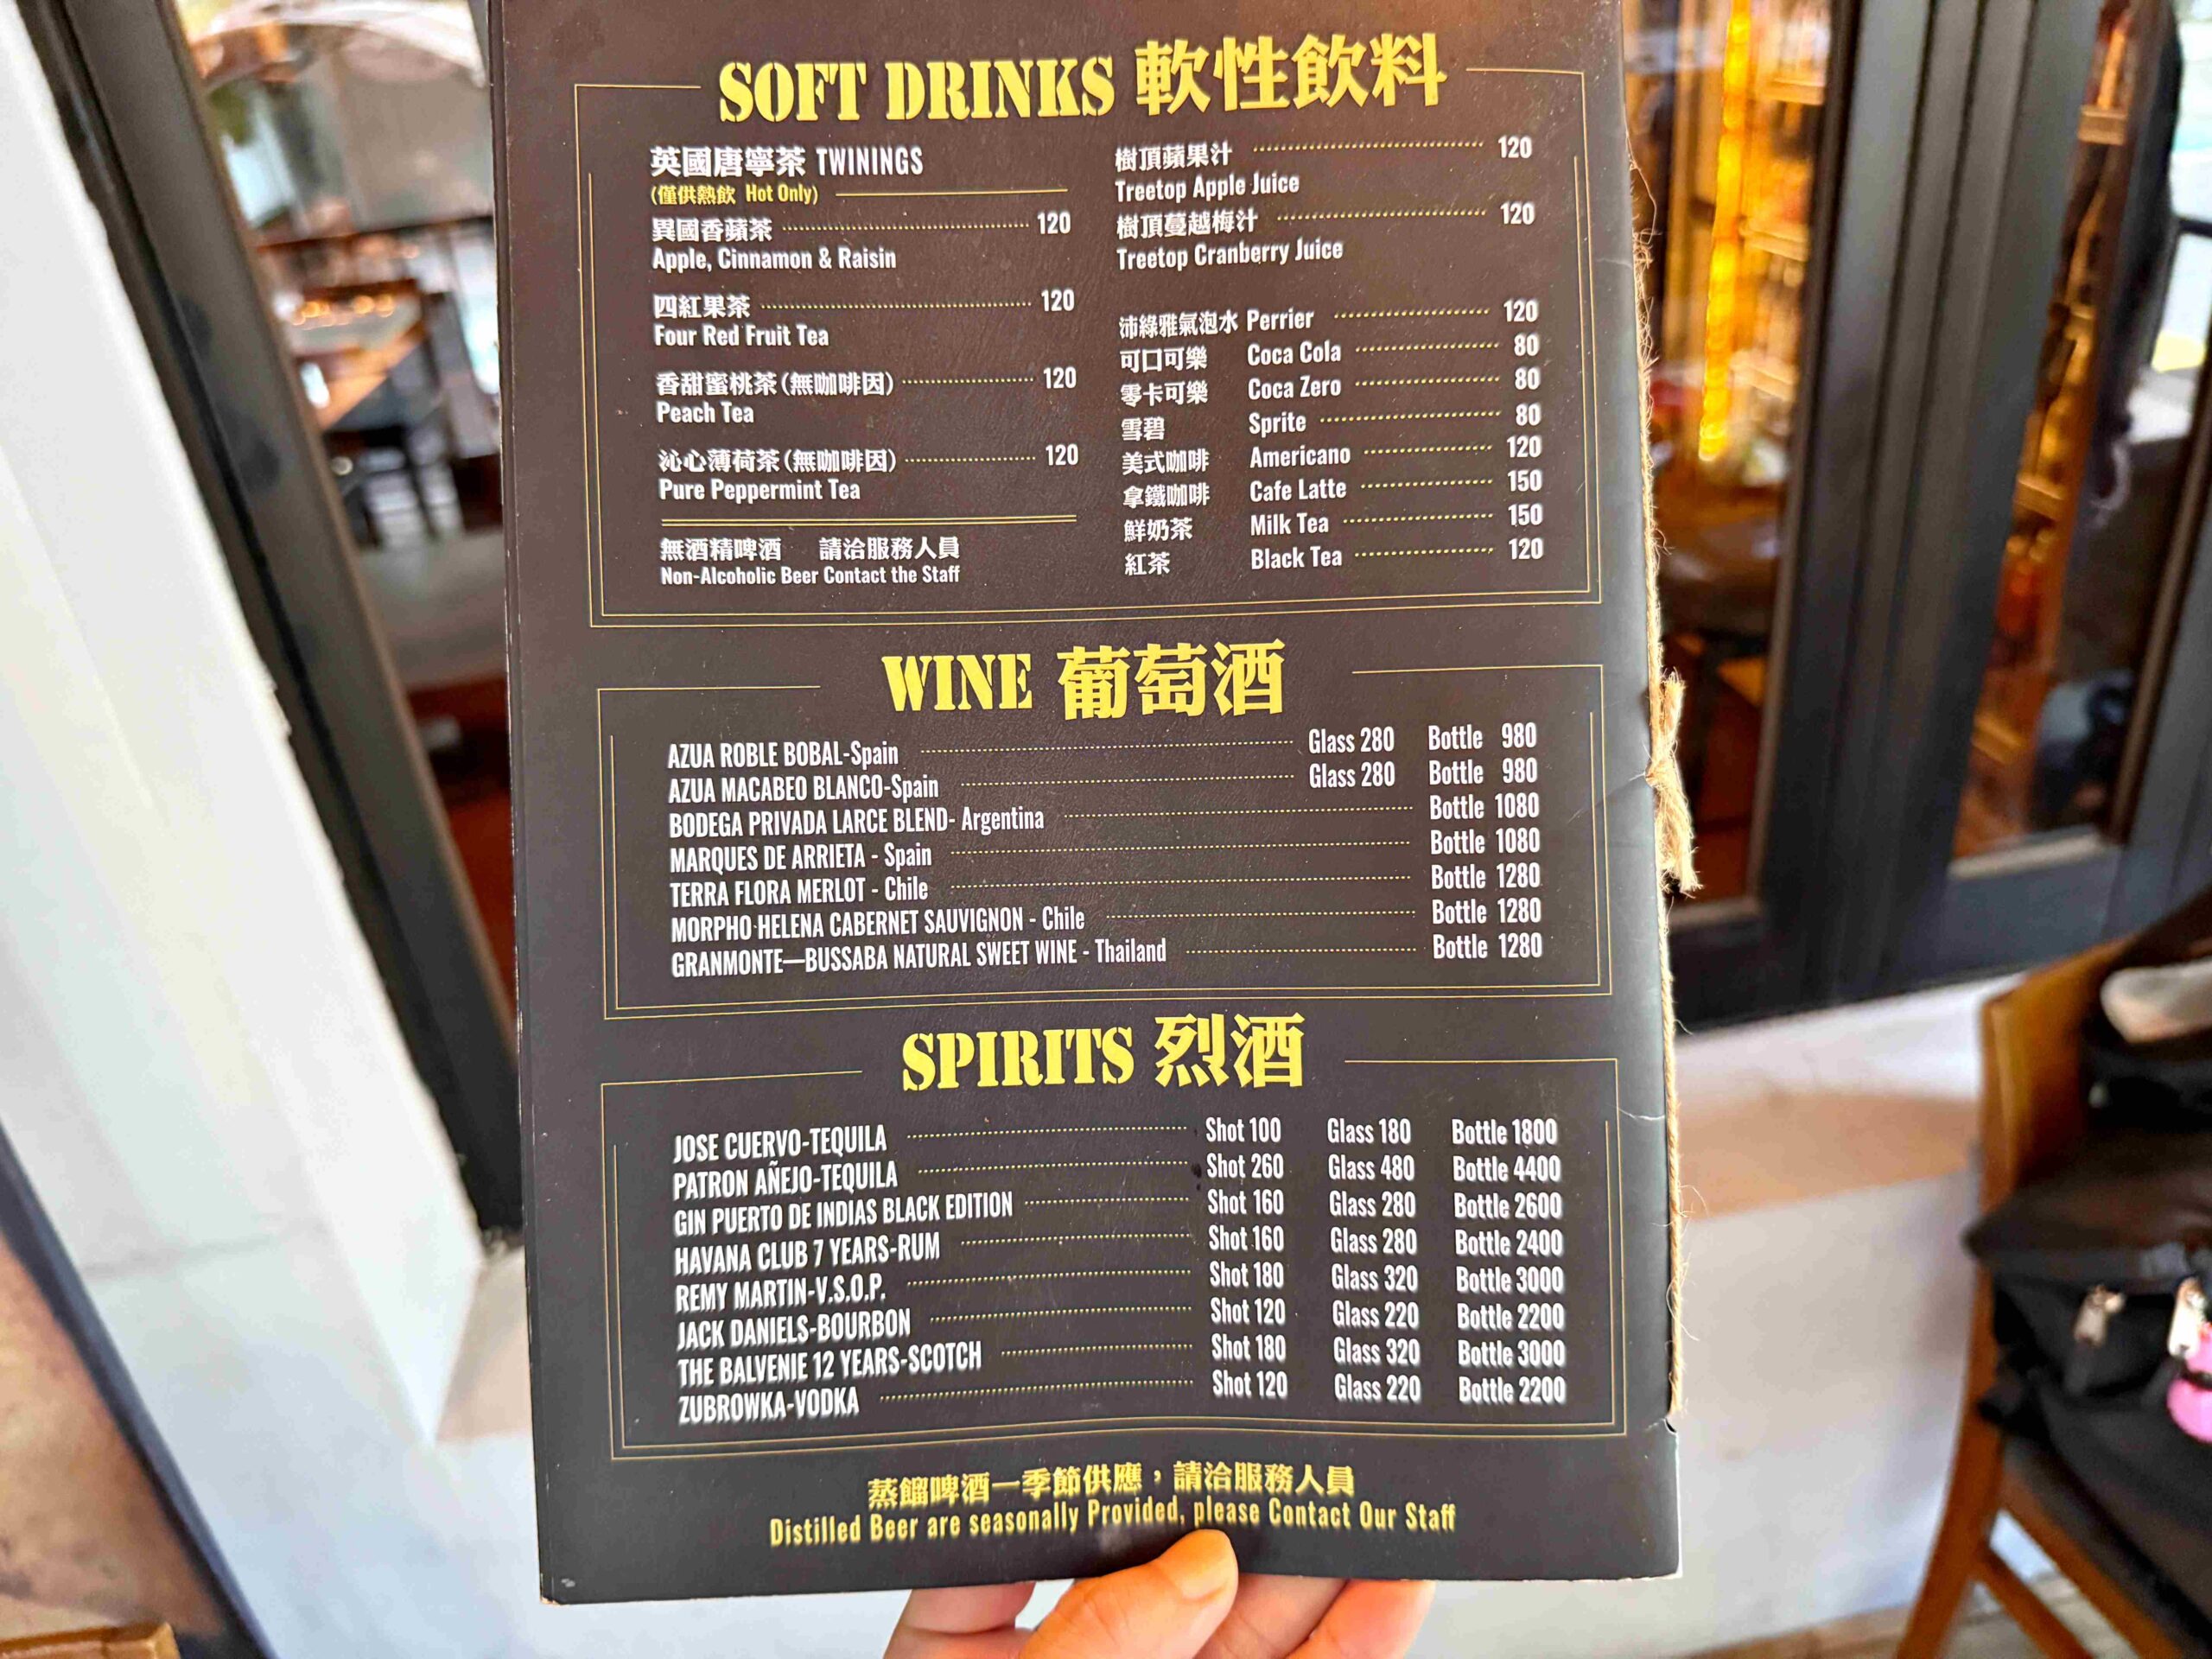 SOFT DRINKS 軟性飲料
英國唐寧茶 TWININGS
(僅供熱飲 Hot Only)
異國香蘋茶 120
Apple, Cinnamon & Raisin
四紅果茶 120
Four Red Fruit Tea
香甜蜜桃茶(無咖啡因) 120
Peach Tea
沁心薄荷茶(無咖啡因) 120
Pure Peppermint Tea
無酒精啤酒 請洽服務人員
Non-Alcoholic Beer Contact the Staff
樹頂蘋果汁 120
Treetop Apple Juice
樹頂蔓越梅汁 120
Treetop Cranberry Juice
沛綠雅氣泡水 Perrier 120
可口可樂 Coca Cola 80
零卡可樂 Coca Zero 80
雪碧 Sprite 80
美式咖啡 Americano 120
拿鐵咖啡 Cafe Latte 150
鮮奶茶 Milk Tea 150
紅茶 Black Tea 120
WINE 葡萄酒
AZUA ROBLE BOBAL-Spain Glass 280 Bottle 980
AZUA MACABEO BLANCO-Spain Glass 280 Bottle 980
BODEGA PRIVADA LARCE BLEND- Argentina Bottle 1080
MARQUES DE ARRIETA - Spain Bottle 1080
TERRA FLORA MERLOT - Chile Bottle 1280
MORPHO HELENA CABERNET SAUVIGNON - Chile Bottle 1280
GRANMONTE—BUSSABA NATURAL SWEET WINE - Thailand Bottle 1280
SPIRITS 烈酒
JOSE CUERVO-TEQUILA Shot 100 Glass 180 Bottle 1800
PATRON AÑEJO-TEQUILA Shot 260 Glass 480 Bottle 4400
GIN PUERTO DE INDIAS BLACK EDITION Shot 160 Glass 280 Bottle 2600
HAVANA CLUB 7 YEARS-RUM Shot 160 Glass 280 Bottle 2400
REMY MARTIN-V.S.O.P. Shot 180 Glass 320 Bottle 3000
JACK DANIELS-BOURBON Shot 120 Glass 220 Bottle 2200
THE BALVENIE 12 YEARS-SCOTCH Shot 180 Glass 320 Bottle 3000
ZUBROWKA-VODKA Shot 120 Glass 220 Bottle 2200
蒸餾啤酒一季節供應，請洽服務人員
Distilled Beer are seasonally Provided, please Contact Our Staff